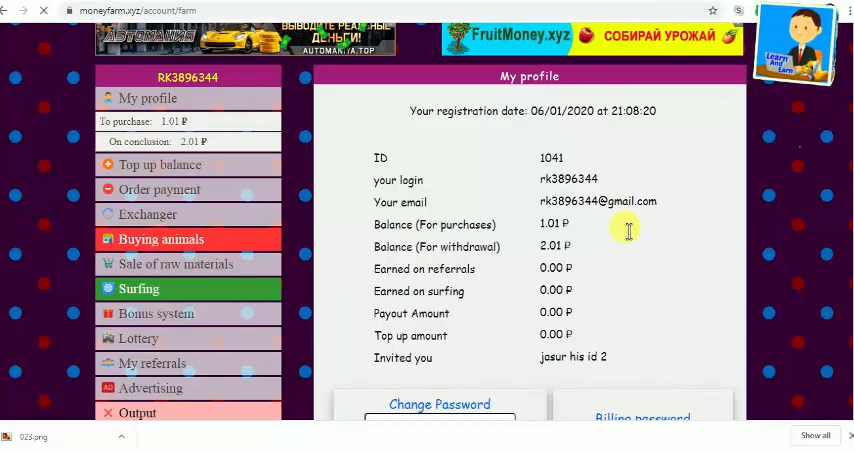 moneyfarm.xyz/account/farm
АВТОМАНИЯ
ВЫВОДИТЕ РЕАЛЬНЫЕ
ДЕНЬГИ!
AUTOMANIA.TOP
FruitMoney.xyz
СОБИРАЙ УРОЖАЙ
Learn
And
Earn
RK3896344
My profile
To purchase: 1.01 ₽
On conclusion: 2.01 ₽
Top up balance
Order payment
Exchanger
Buying animals
Sale of raw materials
Surfing
Bonus system
Lottery
My referrals
AD Advertising
Output
My profile
Your registration date: 06/01/2020 at 21:08:20
ID 1041
your login rk3896344
Your email rk3896344@gmail.com
Balance (For purchases) 1.01 ₽
Balance (For withdrawal) 2.01 ₽
Earned on referrals 0.00 ₽
Earned on surfing 0.00 ₽
Payout Amount 0.00 ₽
Top up amount 0.00 ₽
Invited you jasur his id 2
Change Password
Billing password
023.png
Show all